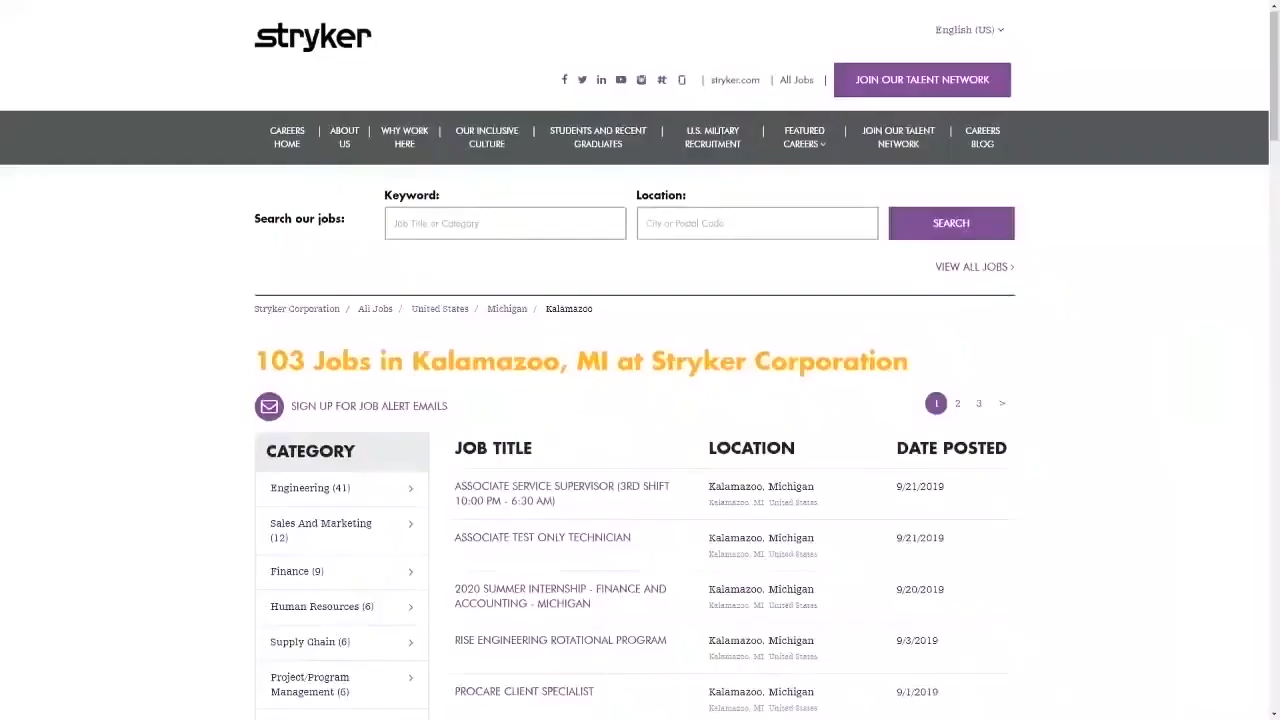 stryker
English (US)
stryker.com | All Jobs |
JOIN OUR TALENT NETWORK
CAREERS HOME | ABOUT US | WHY WORK HERE | OUR INCLUSIVE CULTURE | STUDENTS AND RECENT GRADUATES | U.S. MILITARY RECRUITMENT | FEATURED CAREERS | JOIN OUR TALENT NETWORK | CAREERS BLOG
Keyword: Location:
Search our jobs: Job Title or Category City or Postal Code SEARCH
VIEW ALL JOBS >
Stryker Corporation / All Jobs / United States / Michigan / Kalamazoo
103 Jobs in Kalamazoo, MI at Stryker Corporation
SIGN UP FOR JOB ALERT EMAILS
1 2 3 >
CATEGORY
Engineering (41)
Sales And Marketing
(12)
Finance (9)
Human Resources (6)
Supply Chain (6)
Project/Program
Management (6)
JOB TITLE LOCATION DATE POSTED
ASSOCIATE SERVICE SUPERVISOR (3RD SHIFT
10:00 PM - 6:30 AM)
Kalamazoo, Michigan
Kalamazoo, MI United States
9/21/2019
ASSOCIATE TEST ONLY TECHNICIAN
Kalamazoo, Michigan
Kalamazoo, MI United States
9/21/2019
2020 SUMMER INTERNSHIP - FINANCE AND
ACCOUNTING - MICHIGAN
Kalamazoo, Michigan
Kalamazoo, MI United States
9/20/2019
RISE ENGINEERING ROTATIONAL PROGRAM
Kalamazoo, Michigan
Kalamazoo, MI United States
9/3/2019
PROCARE CLIENT SPECIALIST
Kalamazoo, Michigan
Kalamazoo, MI United States
9/1/2019